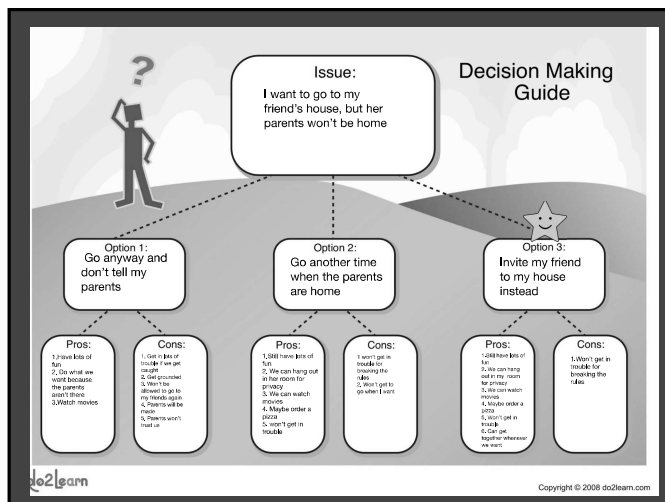 ?
Decision Making
Guide
Issue:
I want to go to my
friend's house, but her
parents won't be home
Option 1:
Go anyway and
don't tell my
parents
Option 2:
Go another time
when the parents
are home
Option 3:
Invite my friend
to my house
instead
Pros:
1,Have lots of
fun
2, Do what we
want because
the parents
aren't there
3,Watch movies
Cons:
1, Get in lots of
trouble if we get
caught
2, Get grounded
3, Won't be
allowed to go to
my friends again
4, Parents will be
made
5, Parents won't
trust us
Pros:
1,Still have lots of
fun
2, We can hang out
in her room for
privacy
3, We can watch
movies
4. Maybe order a
pizza
5. won't get in
trouble
Cons:
1 won't get in
trouble for
breaking the
rules
2, Won't get to
go when I want
Pros:
1-Still have lots of
fun
2. We can hang
out in my room
for privacy
3. We can watch
movies
4. Maybe order a
pizza
5, Won't get in
trouble
6. Can get
together whenever
we want
Cons:
1.Won't get in
trouble for
breaking the
rules
do2Learn
Copyright © 2008 do2learn.com